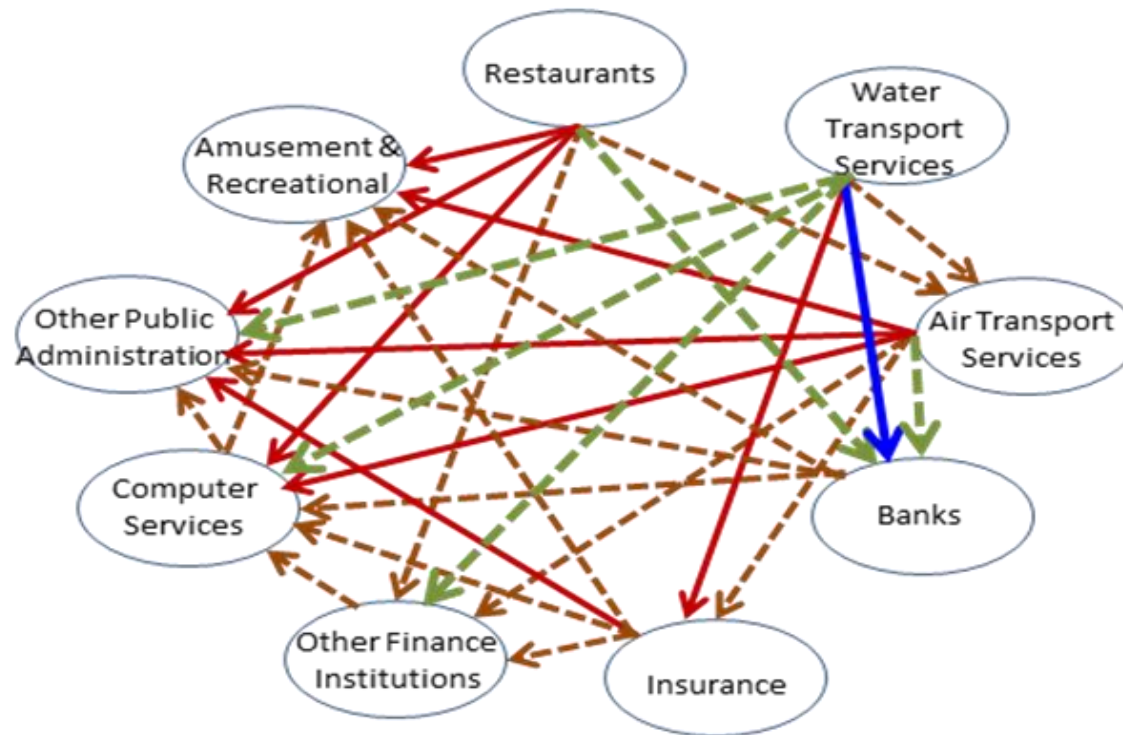 Restaurants
Water
Transport
Services
Amusement &
Recreational
Other Public
Administration
Air Transport
Services
Computer
Services
Banks
Other Finance
Institutions
Insurance